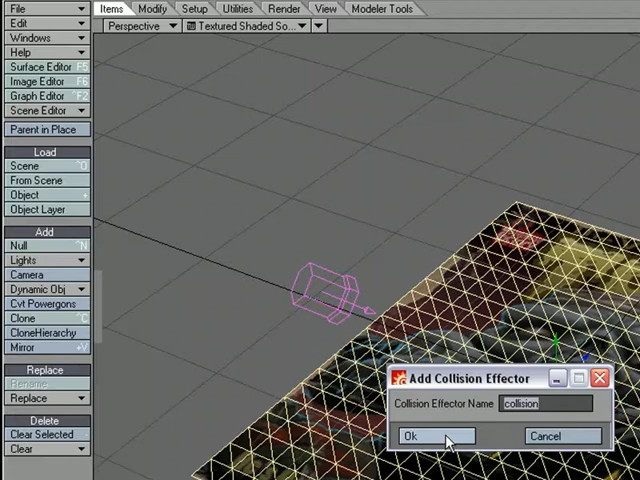 File
Edit
Windows
Help
Surface Editor F5
Image Editor F6
Graph Editor ^F2
Scene Editor
Parent in Place
Load
Scene ^O
From Scene
Object +
Object Layer
Add
Null ^N
Lights
Camera
Dynamic Obj
Cvt Powergons
Clone ^C
CloneHierarchy
Mirror +V
Replace
Rename
Replace
Delete
Clear Selected
Clear
Items Modify Setup Utilities Render View Modeler Tools
Perspective Textured Shaded So...
Add Collision Effector
Collision Effector Name collision
Ok Cancel